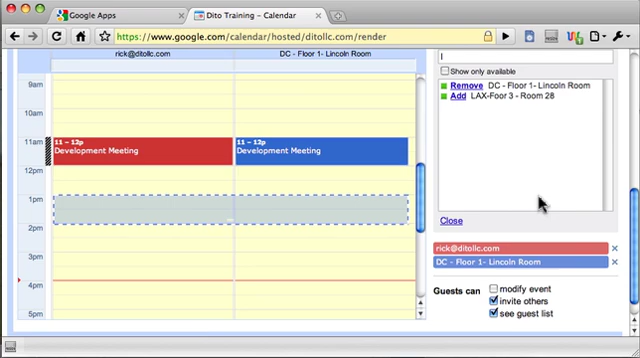 Google Apps
Dito Training - Calendar
https://www.google.com/calendar/hosted/ditollc.com/render
rick@ditollc.com
DC - Floor 1- Lincoln Room
9am
10am
11am
12pm
1pm
2pm
3pm
4pm
5pm
11 – 12p
Development Meeting
11 – 12p
Development Meeting
Show only available
Remove DC - Floor 1- Lincoln Room
Add LAX-Foor 3 - Room 28
Close
rick@ditollc.com
DC - Floor 1- Lincoln Room
Guests can
modify event
invite others
see guest list